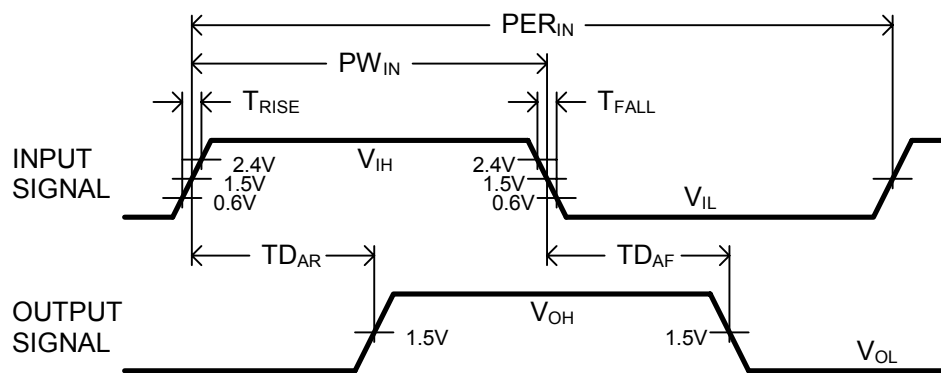 PER_IN
PW_IN
T_RISE
T_FALL
INPUT
SIGNAL
2.4V
1.5V
0.6V
V_IH
2.4V
1.5V
0.6V
V_IL
TD_AR
TD_AF
OUTPUT
SIGNAL
1.5V
V_OH
1.5V
V_OL